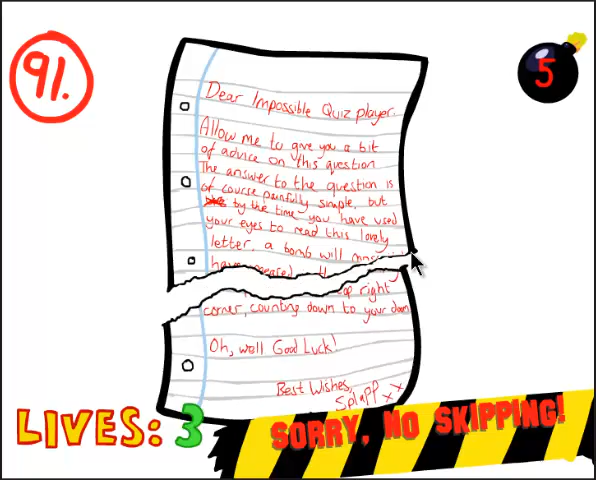 91.
5
Dear Impossible Quiz player.
Allow me to give you a bit
of advice on this question
The answer to the question is
of course painfully simple, but
by the time you have used
your eyes to read this lovely
letter, a bomb will
have
right
corner, counting down to your doom
Oh, well Good Luck!
Best Wishes,
Splapp
x x
LIVES: 3
SORRY, NO SKIPPING!